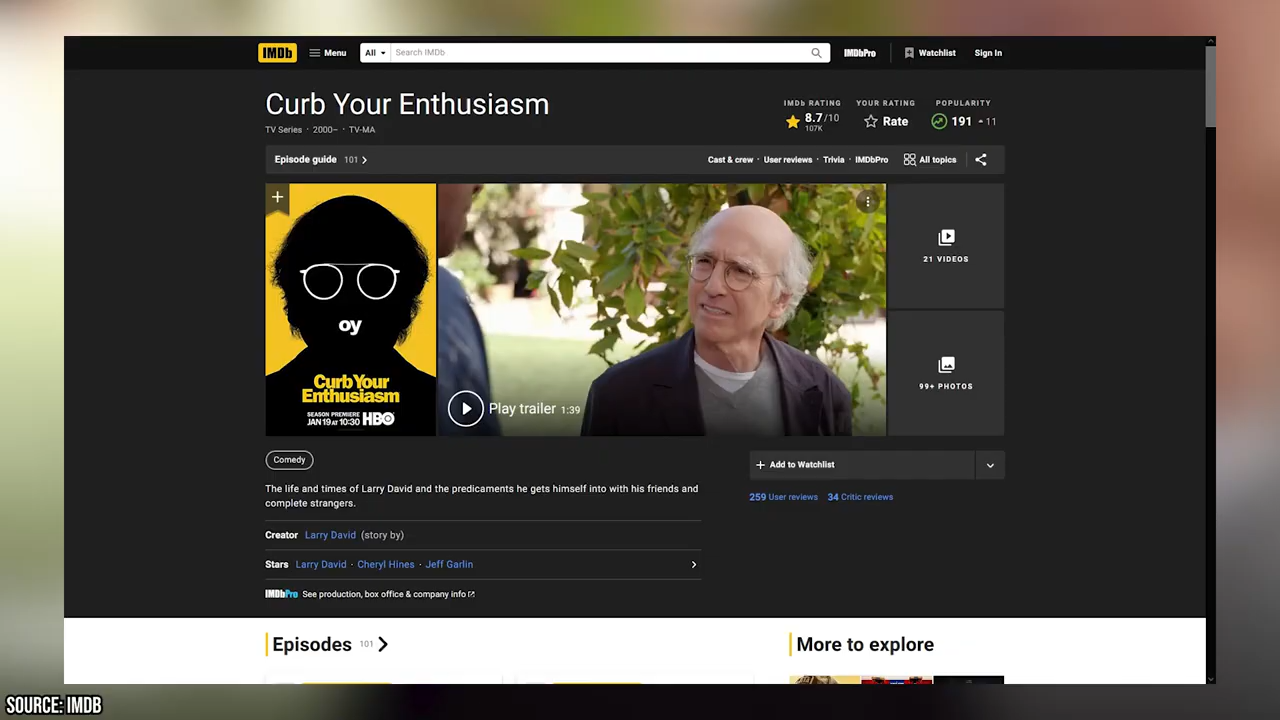 IMDb Menu All Search IMDb IMDbPro Watchlist Sign In
Curb Your Enthusiasm
TV Series · 2000– · TV-MA
IMDb RATING
8.7/10
107K
YOUR RATING
Rate
POPULARITY
191 11
Episode guide 101
Cast & crew · User reviews · Trivia · IMDbPro All topics
oy
Curb Your
Enthusiasm
SEASON PREMIERE
JAN 19 AT 10:30 HBO
Play trailer 1:39
21 VIDEOS
99+ PHOTOS
Comedy
The life and times of Larry David and the predicaments he gets himself into with his friends and
complete strangers.
Creator Larry David (story by)
Stars Larry David · Cheryl Hines · Jeff Garlin
IMDbPro See production, box office & company info
Add to Watchlist
259 User reviews 34 Critic reviews
Episodes 101
More to explore
SOURCE: IMDB